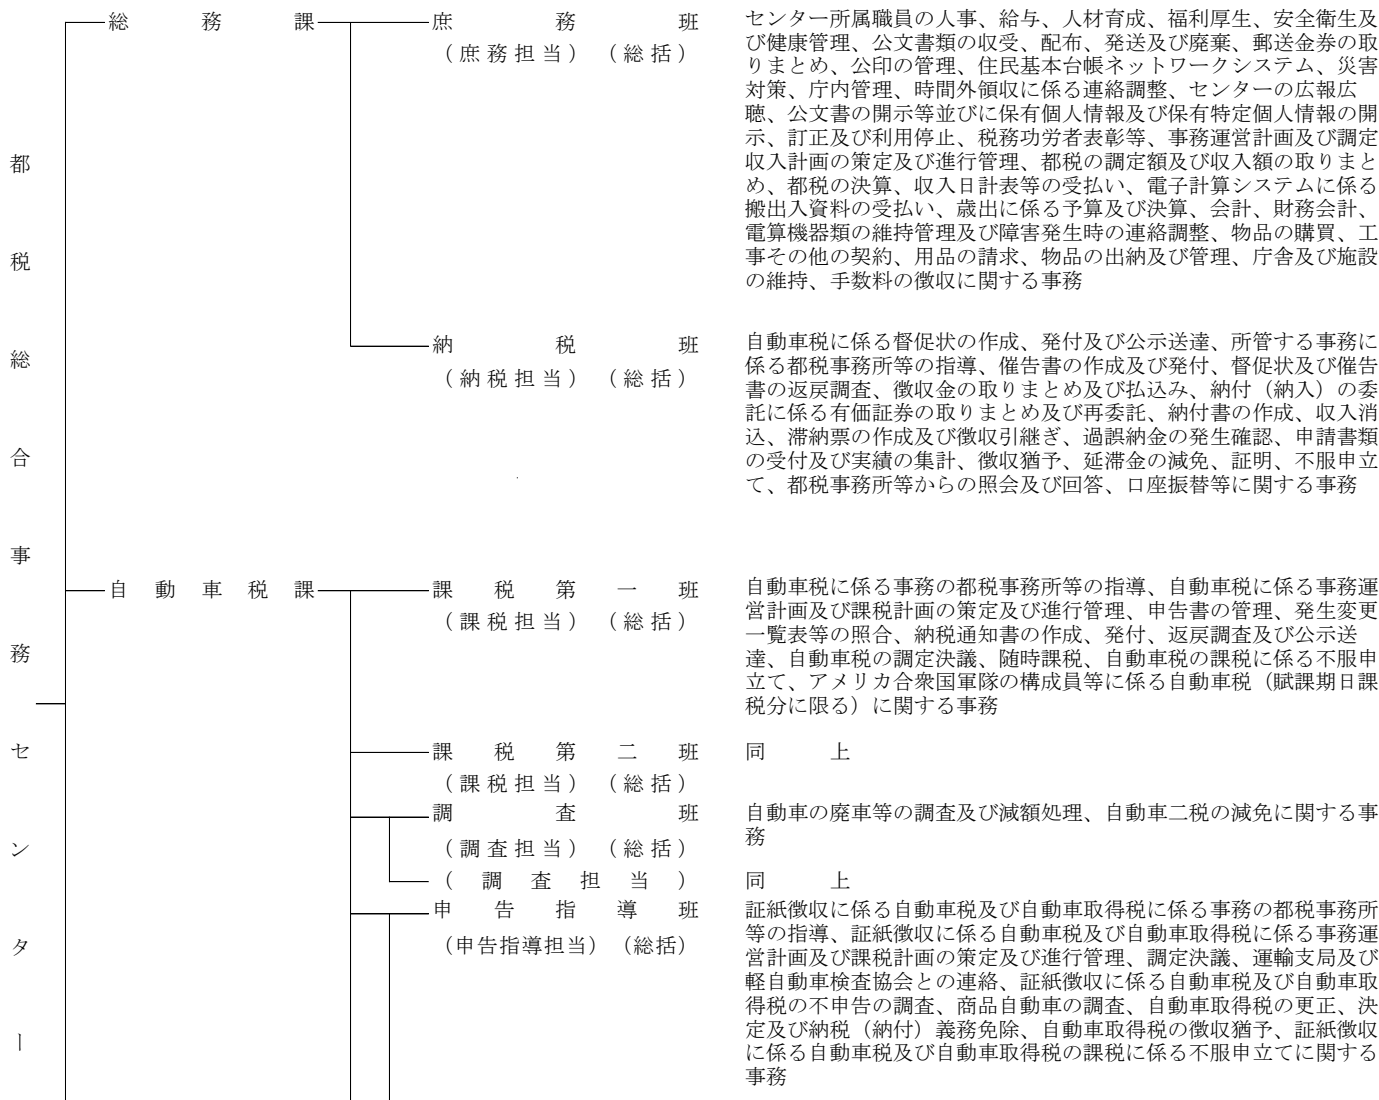 都税総合事務センター
総務課
庶務班
（庶務担当）（総括）
センター所属職員の人事、給与、人材育成、福利厚生、安全衛生及
び健康管理、公文書類の収受、配布、発送及び廃棄、郵送金券の取
りまとめ、公印の管理、住民基本台帳ネットワークシステム、災害
対策、庁内管理、時間外領収に係る連絡調整、センターの広報広
聴、公文書の開示等並びに保有個人情報及び保有特定個人情報の開
示、訂正及び利用停止、税務功労者表彰等、事務運営計画及び調定
収入計画の策定及び進行管理、都税の調定額及び収入額の取りまと
め、都税の決算、収入日計表等の受払い、電子計算システムに係る
搬出入資料の受払い、歳出に係る予算及び決算、会計、財務会計、
電算機器類の維持管理及び障害発生時の連絡調整、物品の購買、工
事その他の契約、用品の請求、物品の出納及び管理、庁舎及び施設
の維持、手数料の徴収に関する事務
納税班
（納税担当）（総括）
自動車税に係る督促状の作成、発付及び公示送達、所管する事務に
係る都税事務所等の指導、催告書の作成及び発付、督促状及び催告
書の返戻調査、徴収金の取りまとめ及び払込み、納付（納入）の委
託に係る有価証券の取りまとめ及び再委託、納付書の作成、収入消
込、滞納票の作成及び徴収引継ぎ、過誤納金の発生確認、申請書類
の受付及び実績の集計、徴収猶予、延滞金の減免、証明、不服申立
て、都税事務所等からの照会及び回答、口座振替等に関する事務
自動車税課
課税第一班
（課税担当）（総括）
自動車税に係る事務の都税事務所等の指導、自動車税に係る事務運
営計画及び課税計画の策定及び進行管理、申告書の管理、発生変更
一覧表等の照合、納税通知書の作成、発付、返戻調査及び公示送
達、自動車税の調定決議、随時課税、自動車税の課税に係る不服申
立て、アメリカ合衆国軍隊の構成員等に係る自動車税（賦課期日課
税分に限る）に関する事務
課税第二班
（課税担当）（総括）
同上
調査班
（調査担当）（総括）
自動車の廃車等の調査及び減額処理、自動車二税の減免に関する事
務
（調査担当）
同上
申告指導班
（申告指導担当）（総括）
証紙徴収に係る自動車税及び自動車取得税に係る事務の都税事務所
等の指導、証紙徴収に係る自動車税及び自動車取得税に係る事務運
営計画及び課税計画の策定及び進行管理、調定決議、運輸支局及び
軽自動車検査協会との連絡、証紙徴収に係る自動車税及び自動車取
得税の不申告の調査、商品自動車の調査、自動車取得税の更正、決
定及び納税（納付）義務免除、自動車取得税の徴収猶予、証紙徴収
に係る自動車税及び自動車取得税の課税に係る不服申立てに関する
事務